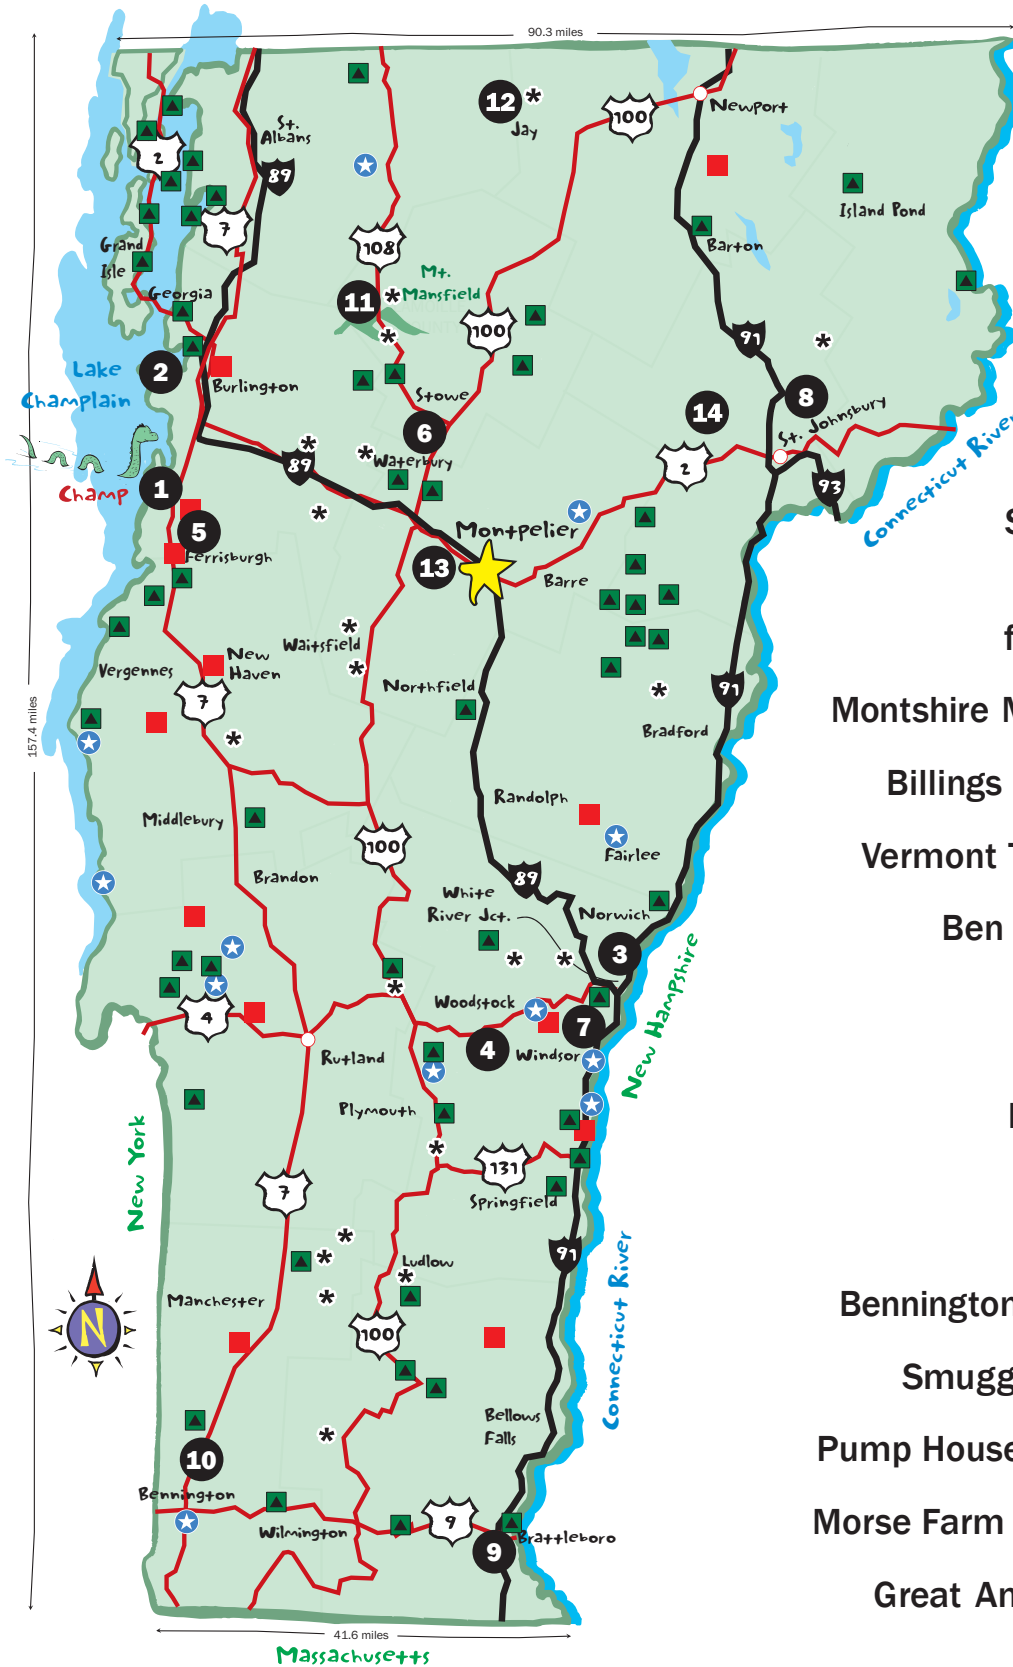 90.3 miles
12
Jay
100
Newport
St.
Albans
2
89
7
Island Pond
Barton
108
Grand
Isle
Mt.
Mansfield
11
Georgia
100
91
Lake
Champlain
2
Burlington
Stowe
14
8
St. Johnsbury
6
Waterbury
89
2
93
Connecticut River
Champ
1
5
Ferrisburgh
Montpelier
13
Barre
S
f
Waitsfield
New
Haven
Vergennes
7
Northfield
91
Bradford
157.4 miles
Montshire M
Billings
Middlebury
Randolph
100
Fairlee
Vermont T
Brandon
89
White
River Jct.
Norwich
Ben
3
Woodstock
4
7
4
Windsor
New Hampshire
Rutland
Plymouth
New York
131
Springfield
7
91
Ludlow
Manchester
N
100
Connecticut River
Bennington
Smugg
Bellows
Falls
Pump House
10
Bennington
Wilmington
9
Brattleboro
9
Morse Farm
Great An
41.6 miles
Massachusetts